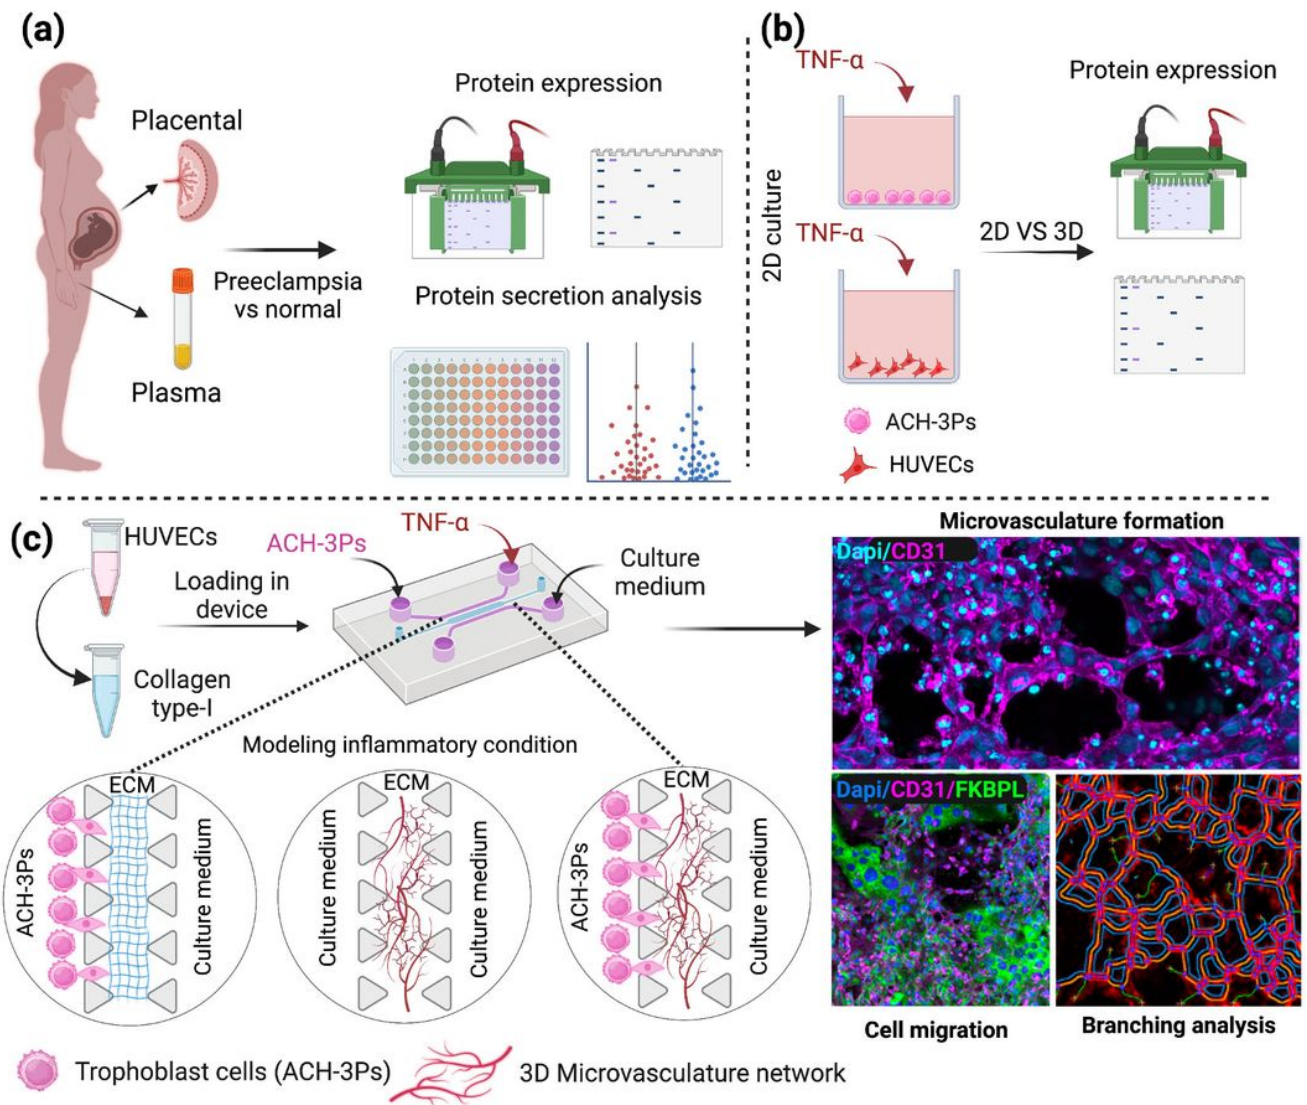 (a)
Placental
Plasma
Preeclampsia
vs normal
Protein expression
Protein secretion analysis
(b)
2D culture
TNF-α
TNF-α
ACH-3Ps
HUVECs
2D VS 3D
Protein expression
(c)
HUVECs
Collagen
type-I
Loading in
device
ACH-3Ps
TNF-α
Culture
medium
Modeling inflammatory condition
ACH-3Ps
ECM
Culture medium
Culture medium
ECM
Culture medium
ACH-3Ps
ECM
Culture medium
Microvasculature formation
Dapi/CD31
Dapi/CD31/FKBPL
Cell migration
Branching analysis
Trophoblast cells (ACH-3Ps)
3D Microvasculature network